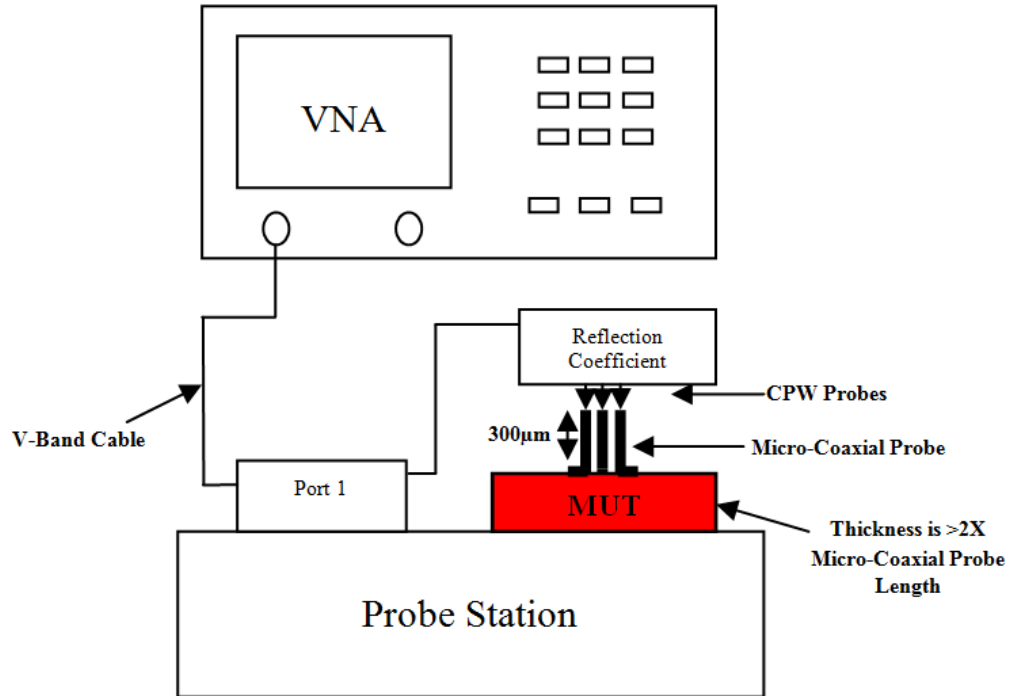 VNA
Reflection
Coefficient
CPW Probes
300µm
V-Band Cable
Micro-Coaxial Probe
Port 1
MUT
Thickness is >2X
Micro-Coaxial Probe
Length
Probe Station